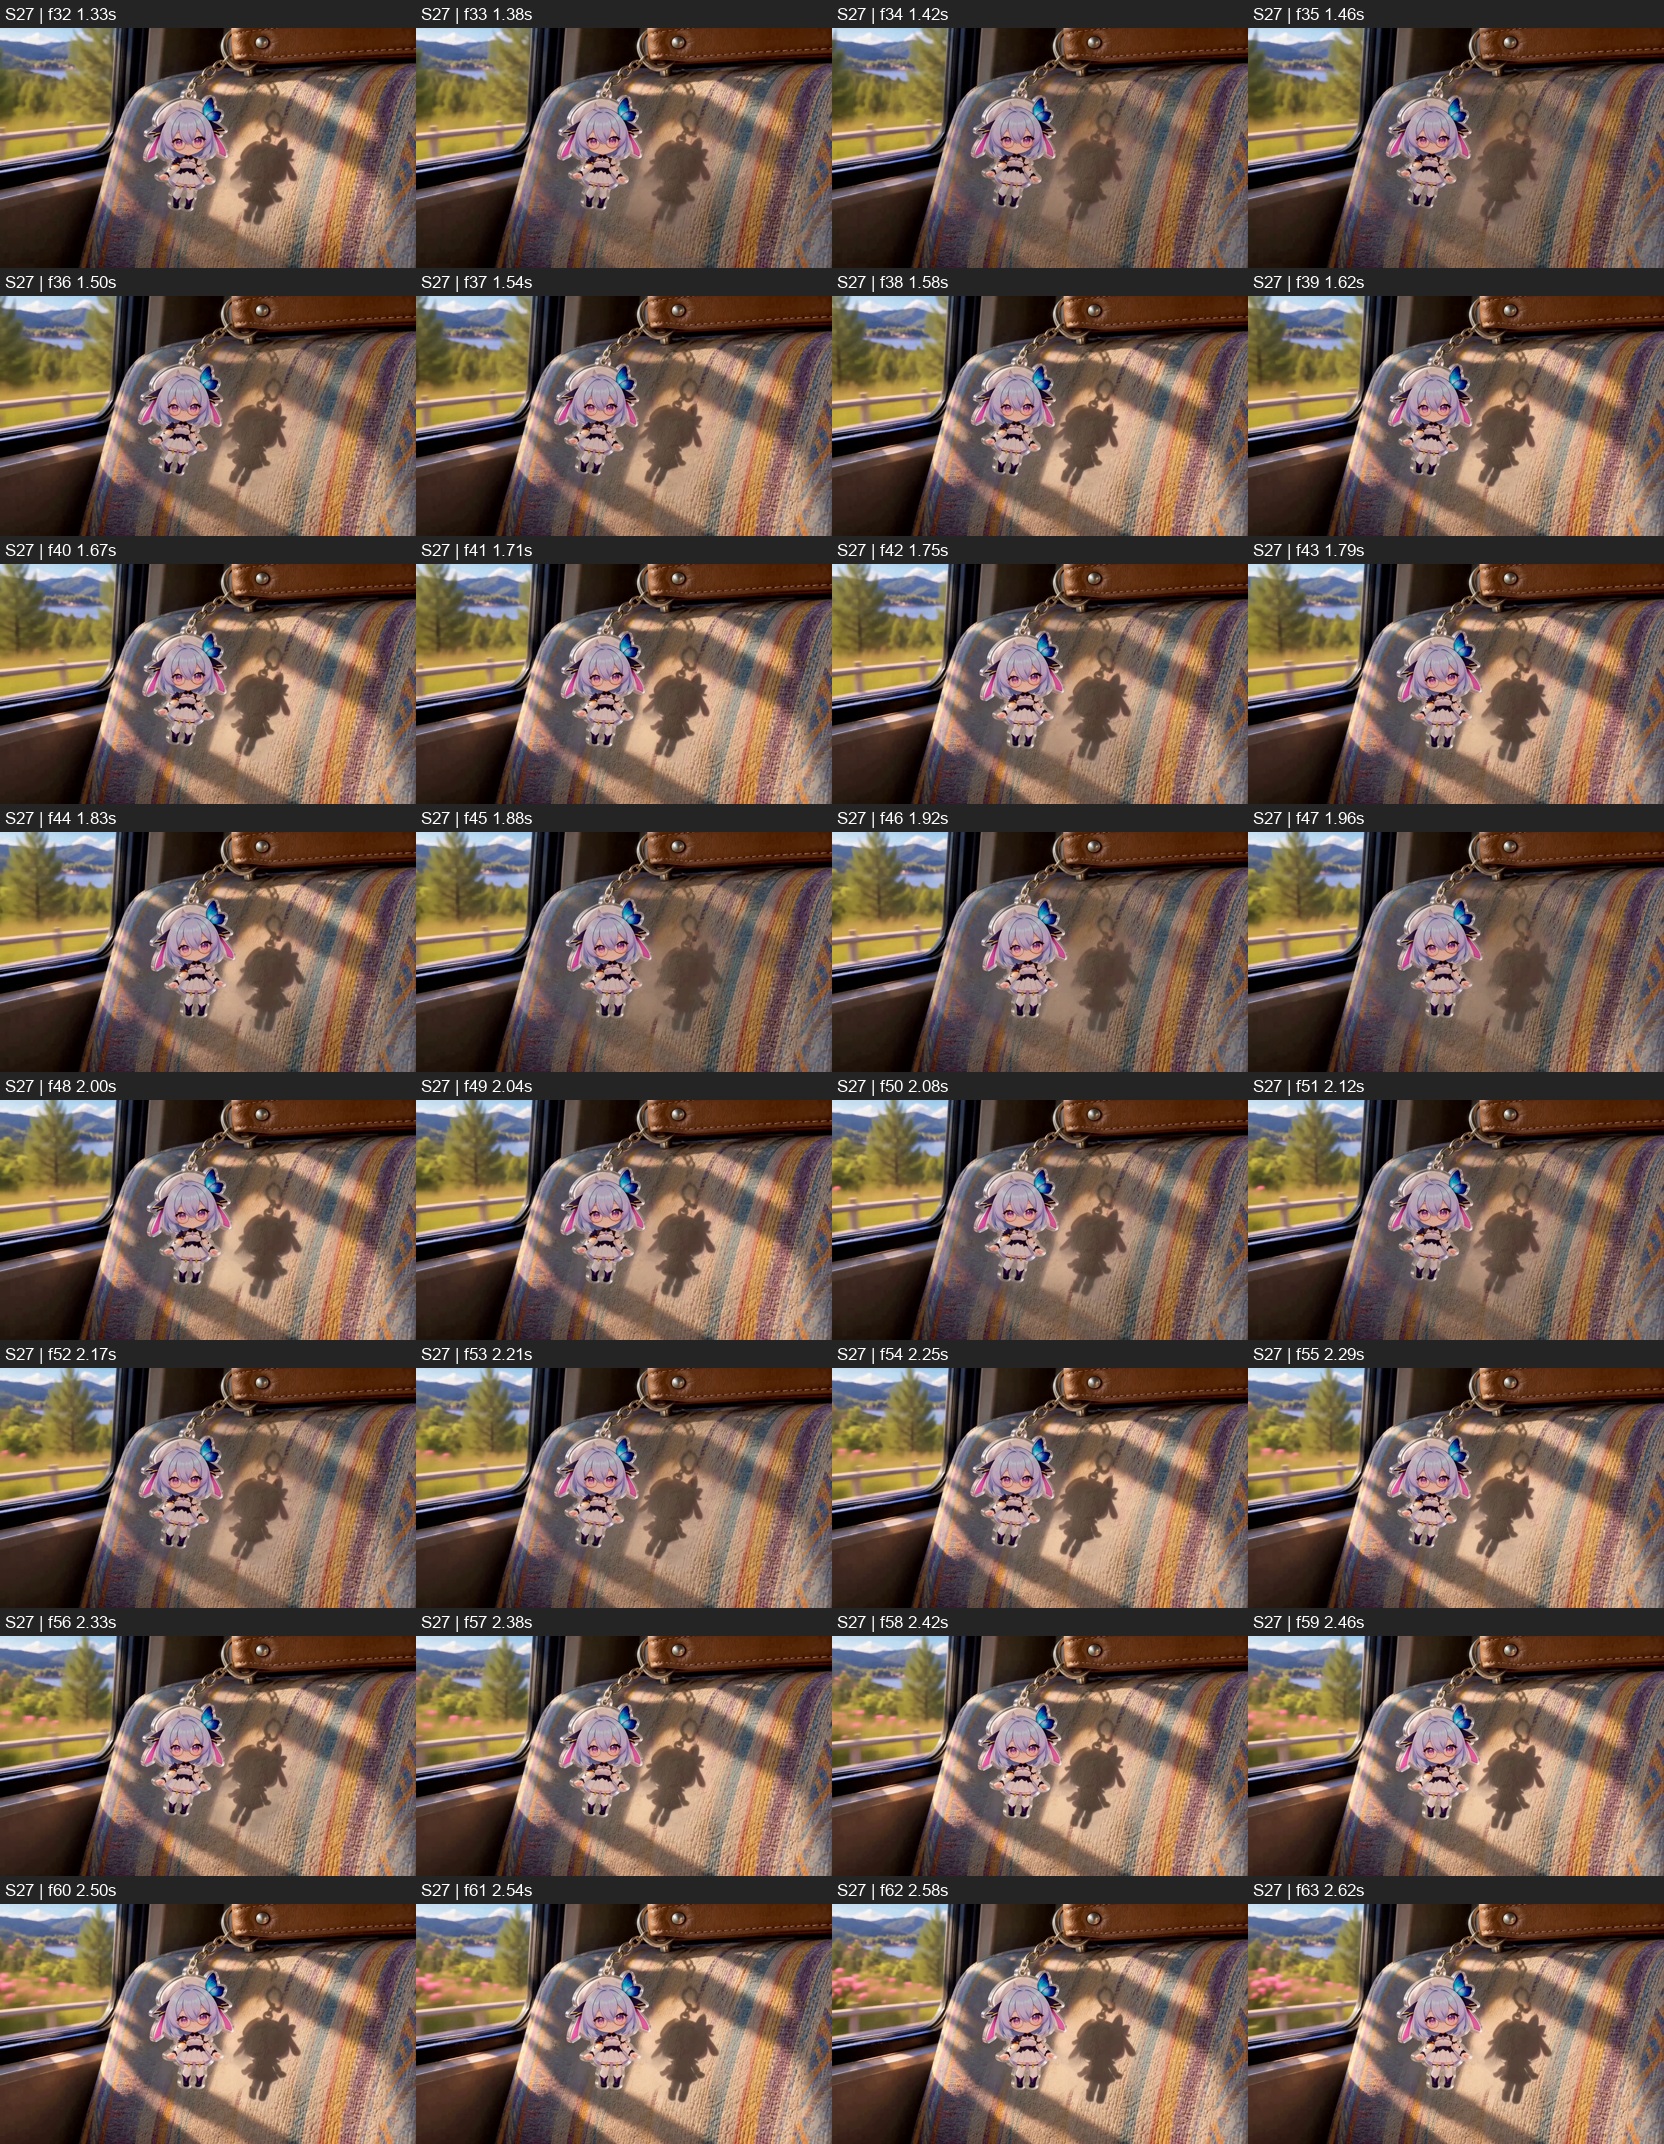 S27 | f32 1.33s
S27 | f33 1.38s
S27 | f34 1.42s
S27 | f35 1.46s
S27 | f36 1.50s
S27 | f37 1.54s
S27 | f38 1.58s
S27 | f39 1.62s
S27 | f40 1.67s
S27 | f41 1.71s
S27 | f42 1.75s
S27 | f43 1.79s
S27 | f44 1.83s
S27 | f45 1.88s
S27 | f46 1.92s
S27 | f47 1.96s
S27 | f48 2.00s
S27 | f49 2.04s
S27 | f50 2.08s
S27 | f51 2.12s
S27 | f52 2.17s
S27 | f53 2.21s
S27 | f54 2.25s
S27 | f55 2.29s
S27 | f56 2.33s
S27 | f57 2.38s
S27 | f58 2.42s
S27 | f59 2.46s
S27 | f60 2.50s
S27 | f61 2.54s
S27 | f62 2.58s
S27 | f63 2.62s